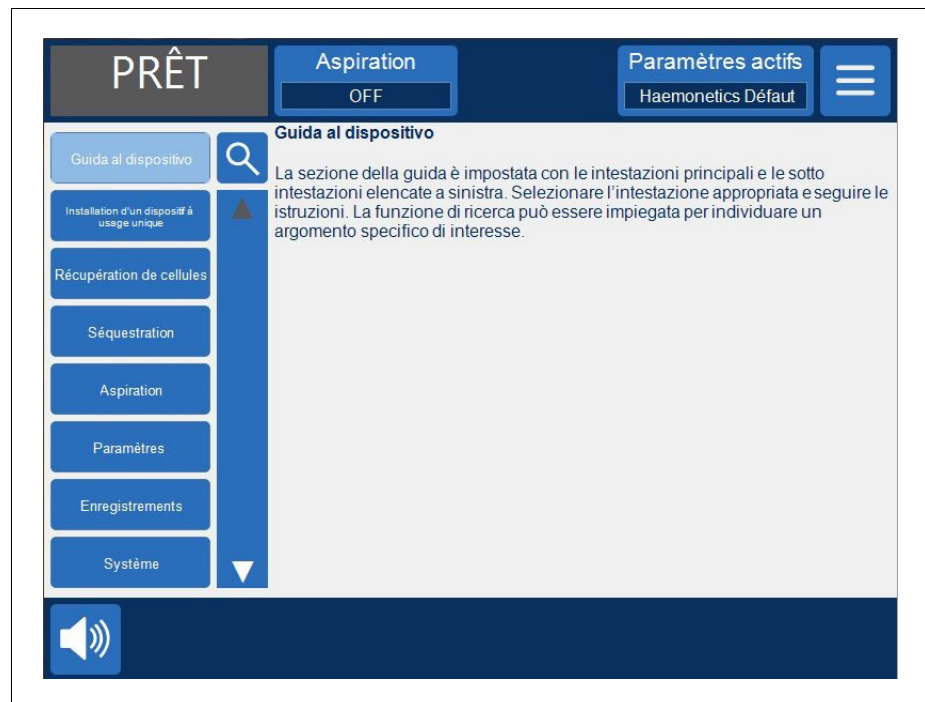 PRÊT
Aspiration
OFF
Paramètres actifs
Haemonetics Défaut
Guida al dispositivo
Installation d'un dispositif à
usage unique
Récupération de cellules
Séquestration
Aspiration
Paramètres
Enregistrements
Système
Guida al dispositivo
La sezione della guida è impostata con le intestazioni principali e le sotto
intestazioni elencate a sinistra. Selezionare l'intestazione appropriata e seguire le
istruzioni. La funzione di ricerca può essere impiegata per individuare un
argomento specifico di interesse.